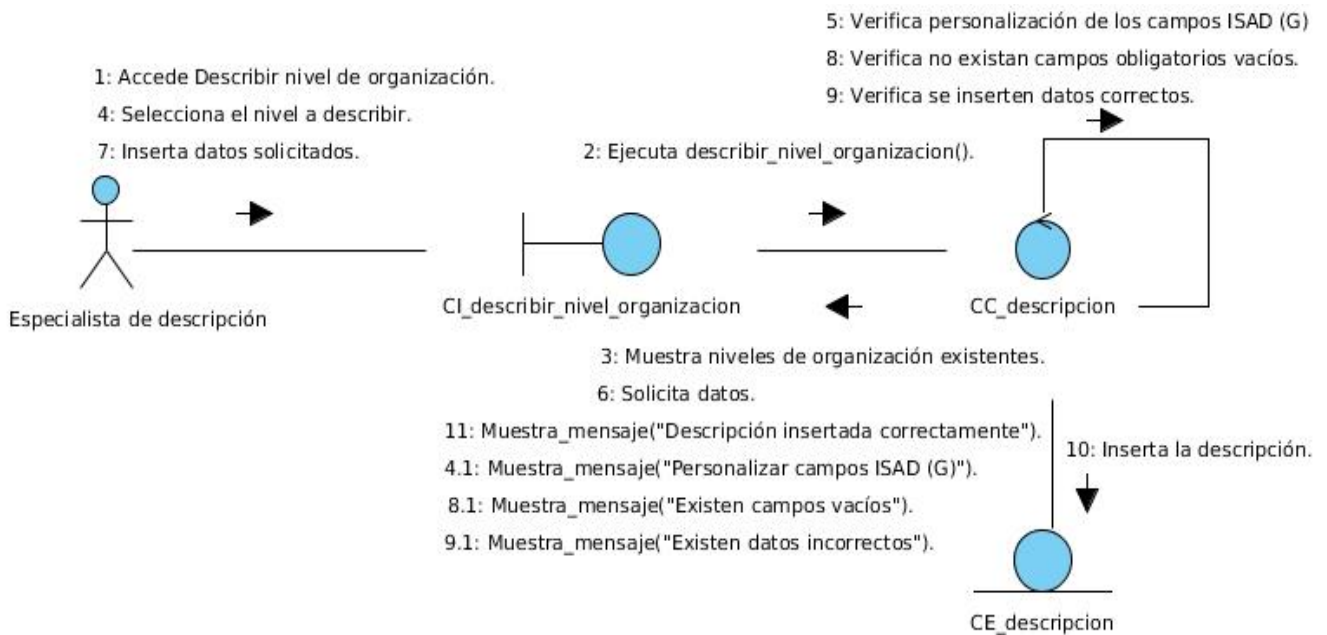 5: Verifica personalización de los campos ISAD (G)
8: Verifica no existan campos obligatorios vacíos.
9: Verifica se inserten datos correctos.
1: Accede Describir nivel de organización.
4: Selecciona el nivel a describir.
7: Inserta datos solicitados.
2: Ejecuta describir_nivel_organizacion().
Especialista de descripción
CI_describir_nivel_organizacion
CC_descripcion
3: Muestra niveles de organización existentes.
6: Solicita datos.
11: Muestra_mensaje("Descripción insertada correctamente").
4.1: Muestra_mensaje("Personalizar campos ISAD (G)").
8.1: Muestra_mensaje("Existen campos vacíos").
9.1: Muestra_mensaje("Existen datos incorrectos").
10: Inserta la descripción.
CE_descripcion